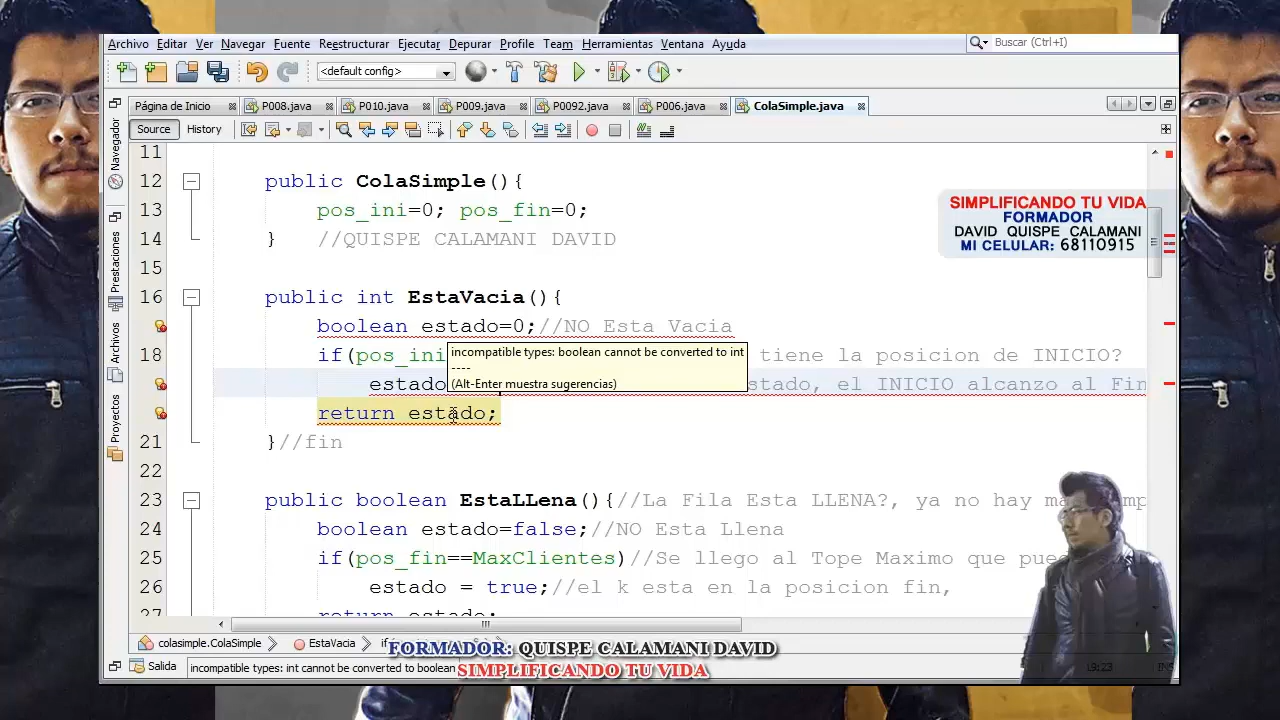 Archivo Editar Ver Navegar Fuente Reestructurar Ejecutar Depurar Profile Team Herramientas Ventana Ayuda
Buscar (Ctrl+I)
<default config>
Página de Inicio P008.java P010.java P009.java P0092.java P006.java ColaSimple.java
Source History
Navegador
Prestaciones
Archivos
Proyectos
11
12 public ColaSimple(){
13 pos_ini=0; pos_fin=0;
14 } //QUISPE CALAMANI DAVID
15
16 public int EstaVacia(){
boolean estado=0;//NO Esta Vacia
18 if(pos_ini tiene la posicion de INICIO?
estado stado, el INICIO alcanzo al Fin
return estado;
21 }//fin
22
23 public boolean EstaLLena(){//La Fila Esta LLENA?, ya no hay
24 boolean estado=false;//NO Esta Llena
25 if(pos_fin==MaxClientes)//Se llego al Tope Maximo que
26 estado = true;//el k esta en la posicion fin,
27 return estado;
incompatible types: boolean cannot be converted to int
----
(Alt-Enter muestra sugerencias)
SIMPLIFICANDO TU VIDA
FORMADOR
DAVID QUISPE CALAMANI
MI CELULAR: 68110915
colasimple.ColaSimple EstaVacia
FORMADOR: QUISPE CALAMANI DAVID
SIMPLIFICANDO TU VIDA
Salida incompatible types: int cannot be converted to boolean
19:23 INS